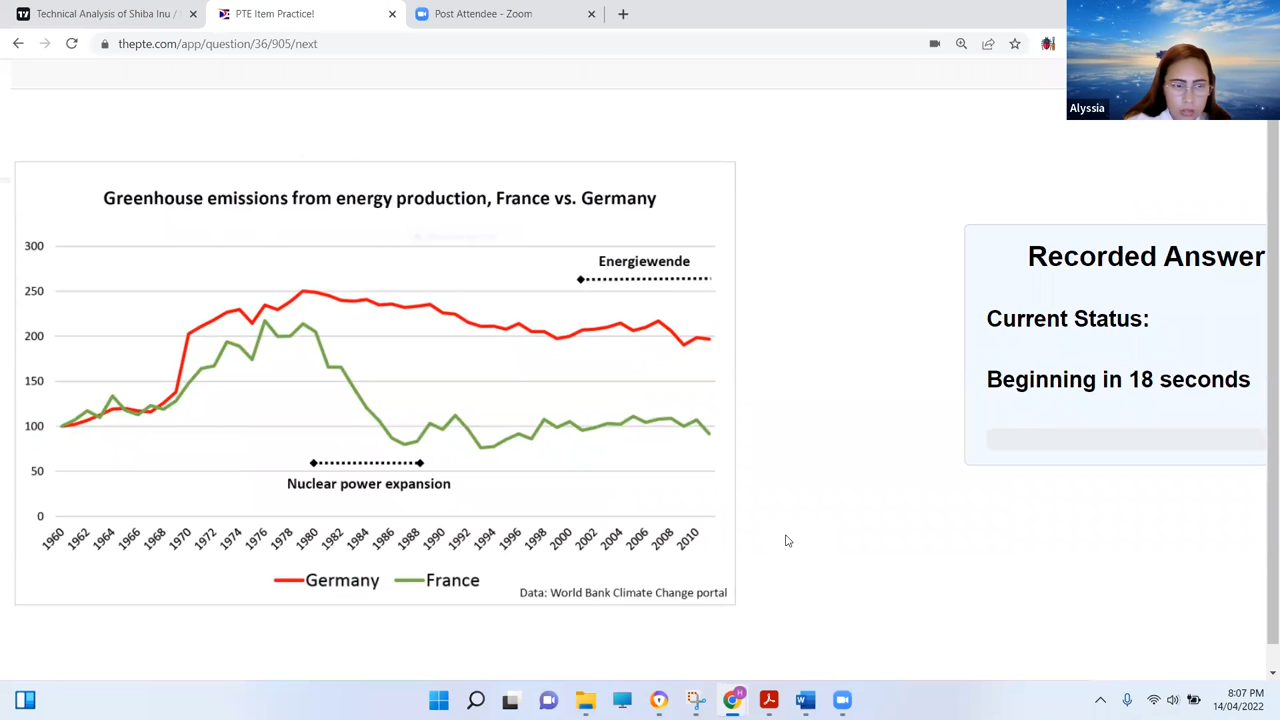 Technical Analysis of Shiba Inu /
PTE Item Practice!
Post Attendee - Zoom
thepte.com/app/question/36/905/next
Alyssia
Greenhouse emissions from energy production, France vs. Germany
300
250
200
150
100
50
0
Energiewende
Nuclear power expansion
1960 1962 1964 1966 1968 1970 1972 1974 1976 1978 1980 1982 1984 1986 1988 1990 1992 1994 1996 1998 2000 2002 2004 2006 2008 2010
Germany France
Data: World Bank Climate Change portal
Recorded Answer
Current Status:
Beginning in 18 seconds
8:07 PM
14/04/2022